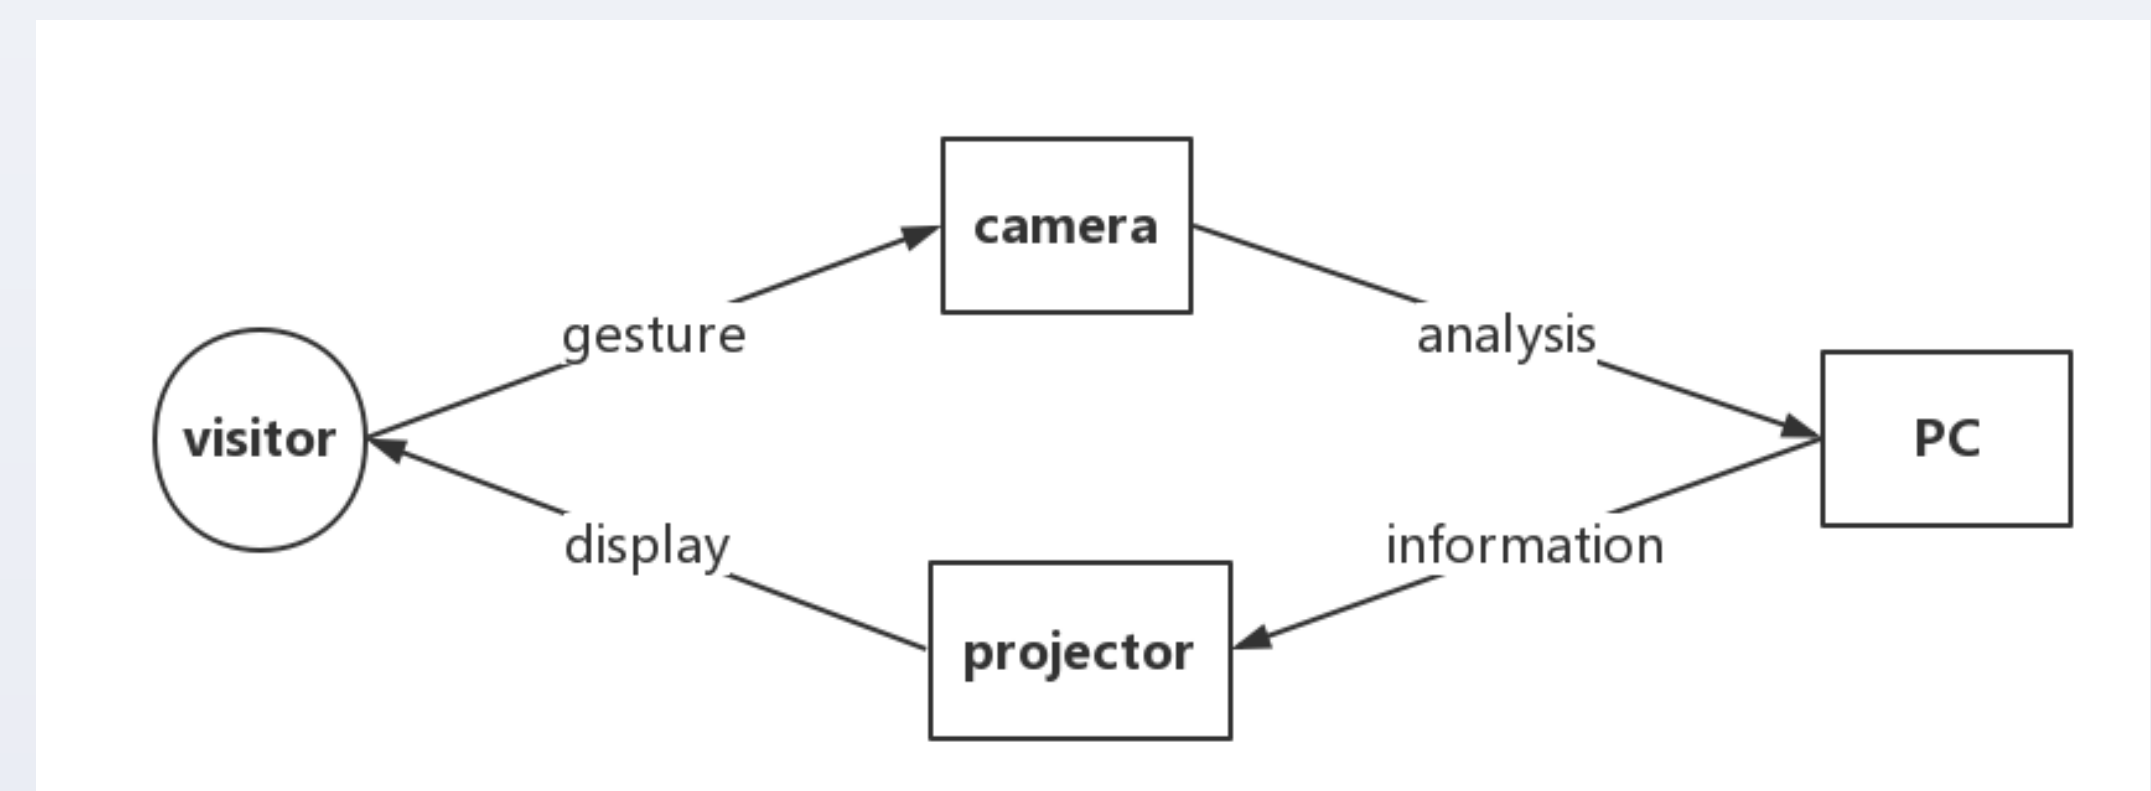 camera
gesture
analysis
visitor
PC
display
information
projector